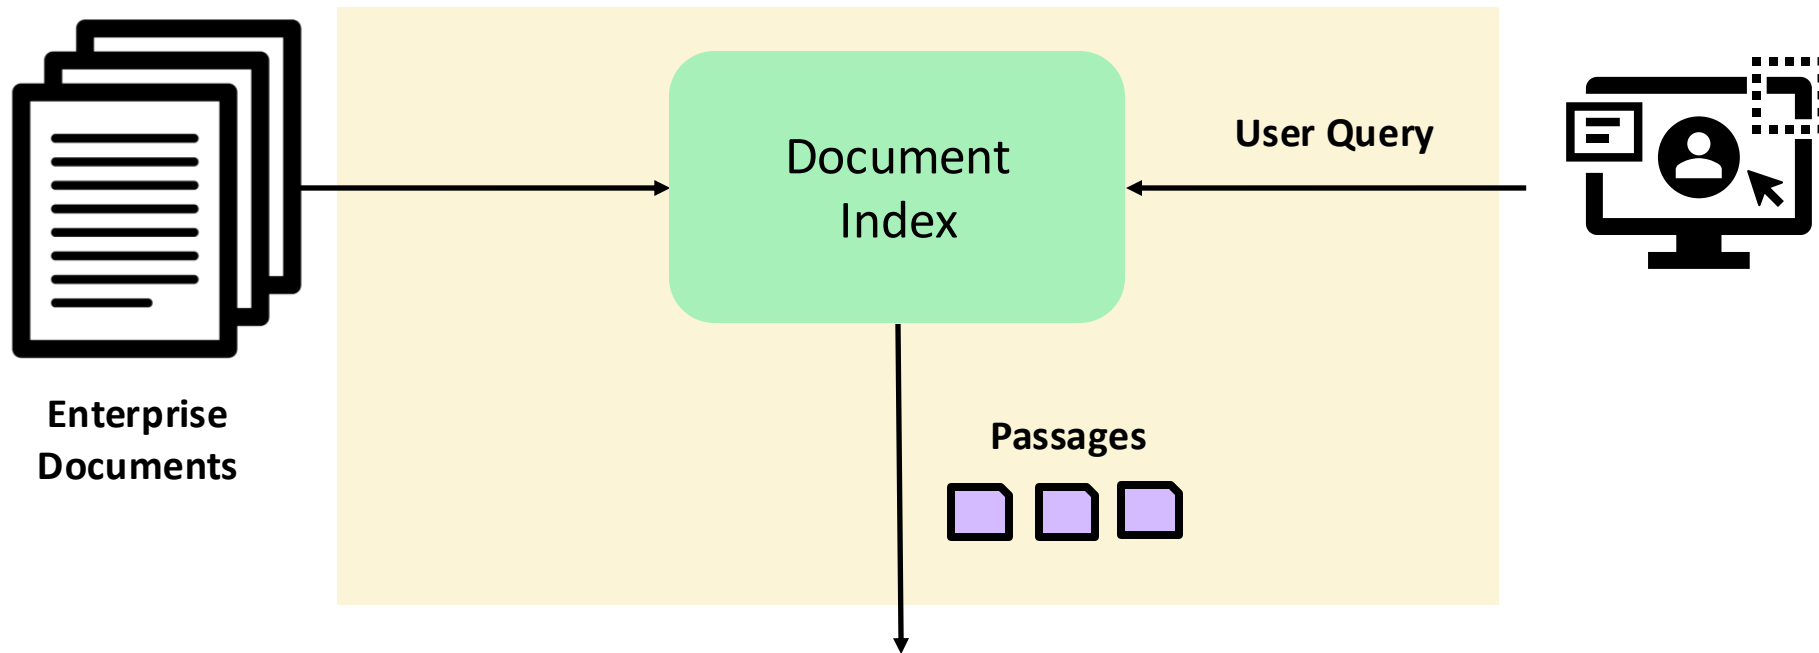 Document
Index
User Query
Enterprise
Documents
Passages